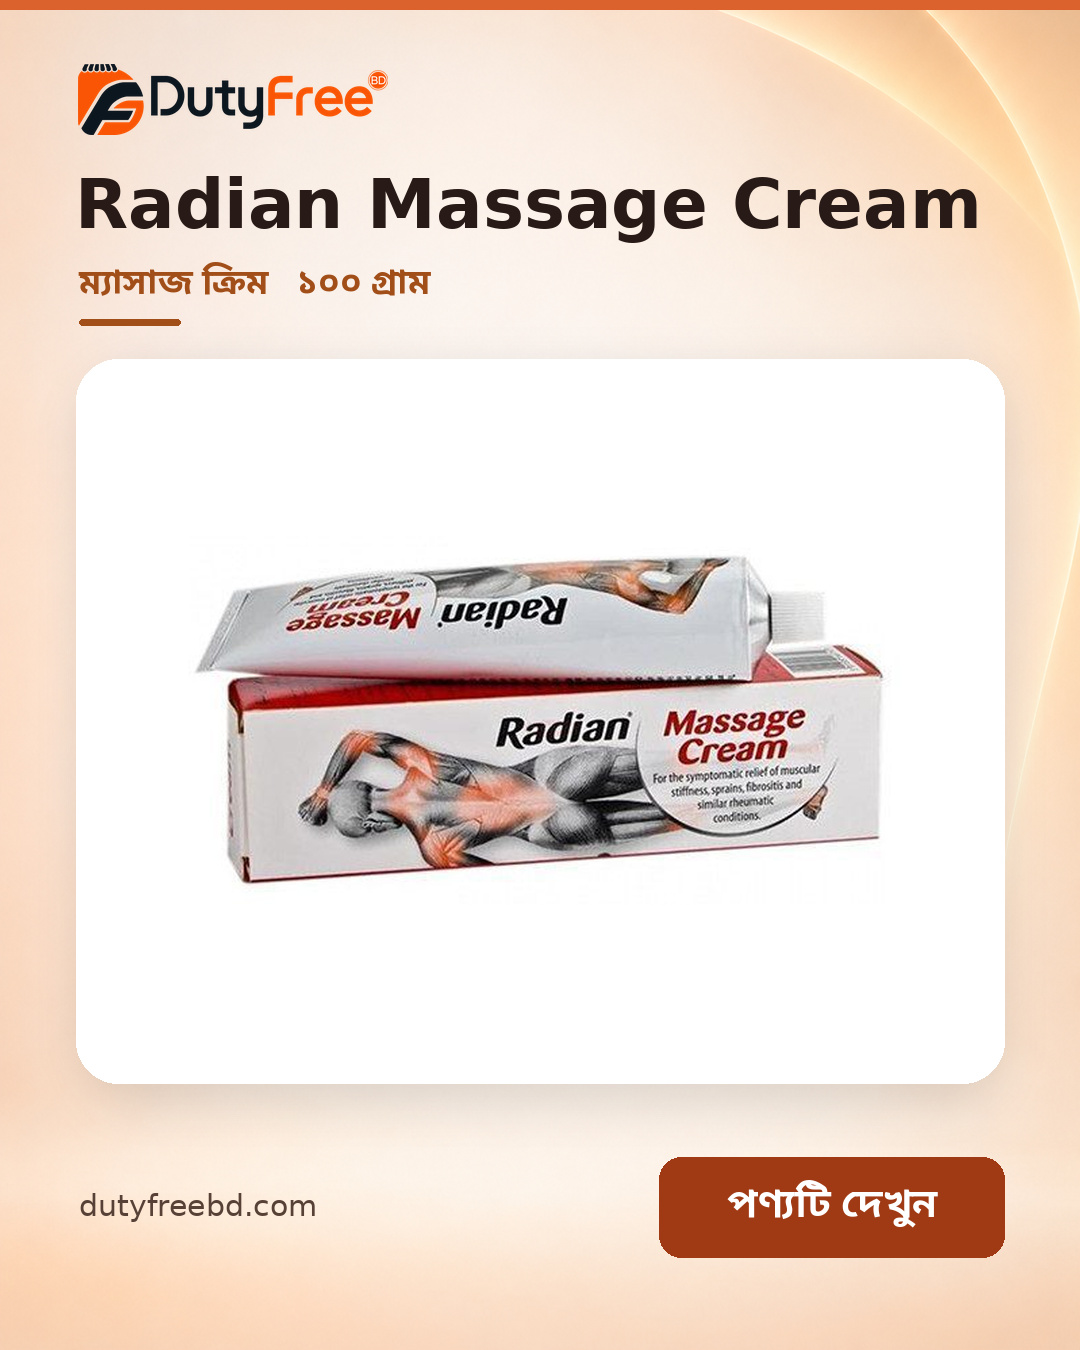 DutyFree BD
Radian Massage Cream
ম্যাসাজ ক্রিম ১০০ গ্রাম
Radian
Massage
Cream
Radian®
Massage
Cream
For the symptomatic relief of muscular
stiffness, sprains, fibrositis and
similar rheumatic
conditions.
dutyfreebd.com
পণ্যটি দেখুন